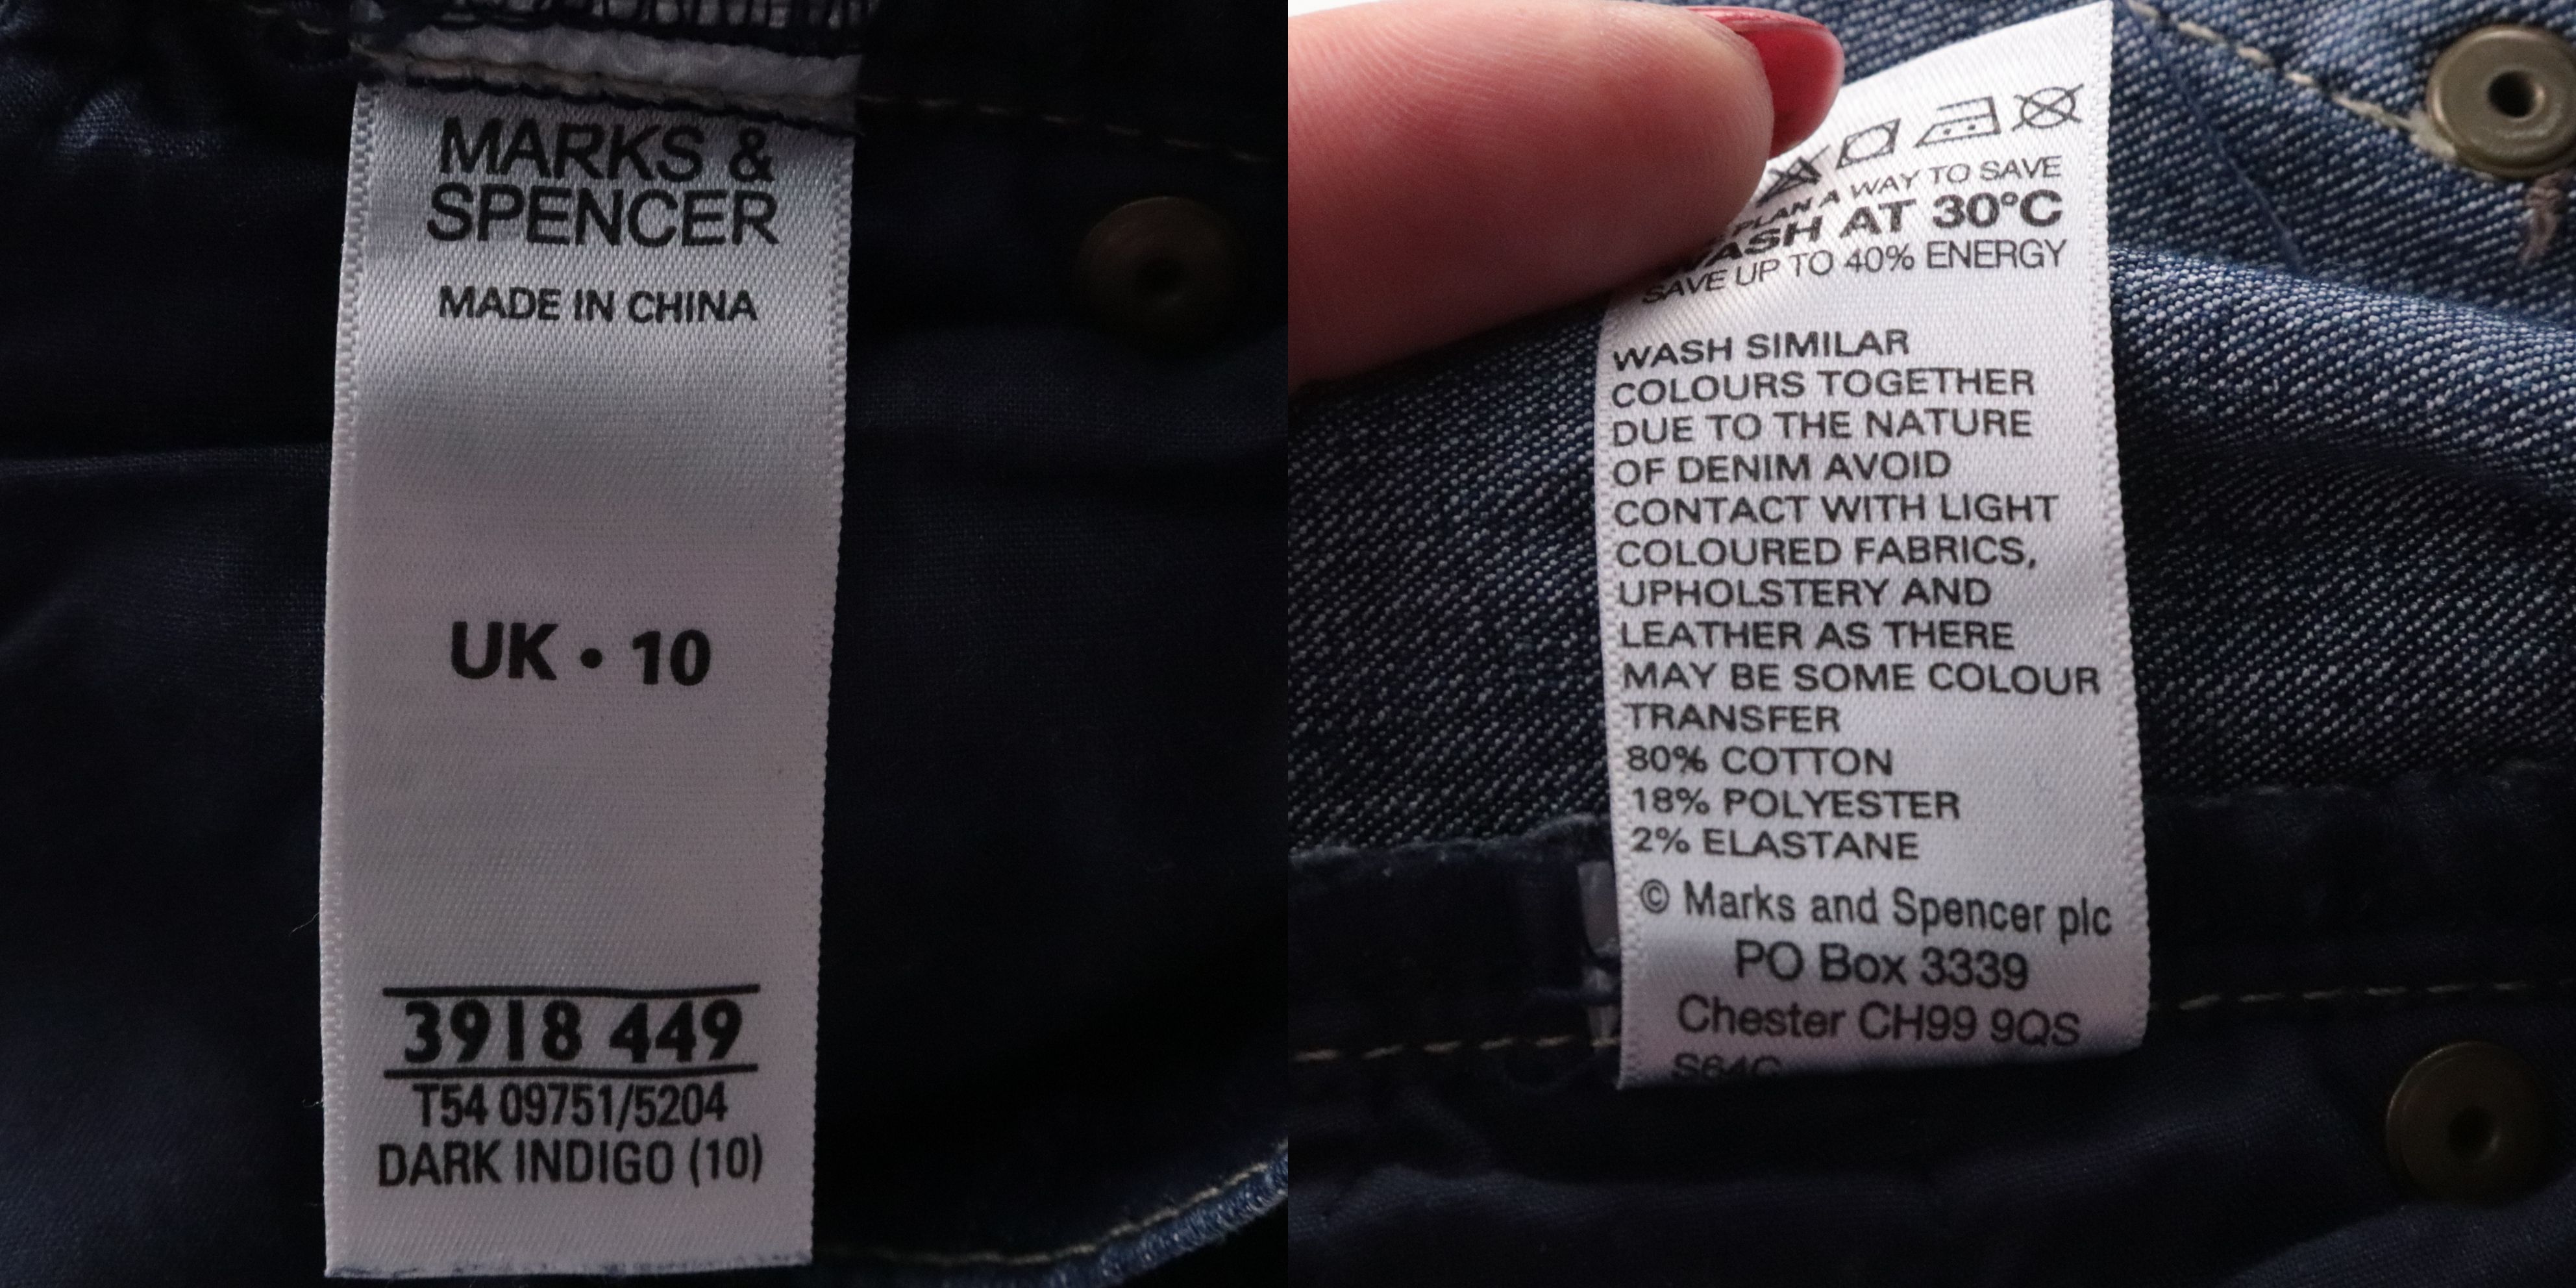 MARKS &
SPENCER
MADE IN CHINA
UK • 10
3918 449
T54 09751/5204
DARK INDIGO (10)
PLAN A WAY TO SAVE
WASH AT 30°C
SAVE UP TO 40% ENERGY
WASH SIMILAR
COLOURS TOGETHER
DUE TO THE NATURE
OF DENIM AVOID
CONTACT WITH LIGHT
COLOURED FABRICS,
UPHOLSTERY AND
LEATHER AS THERE
MAY BE SOME COLOUR
TRANSFER
80% COTTON
18% POLYESTER
2% ELASTANE
© Marks and Spencer plc
PO Box 3339
Chester CH99 9QS